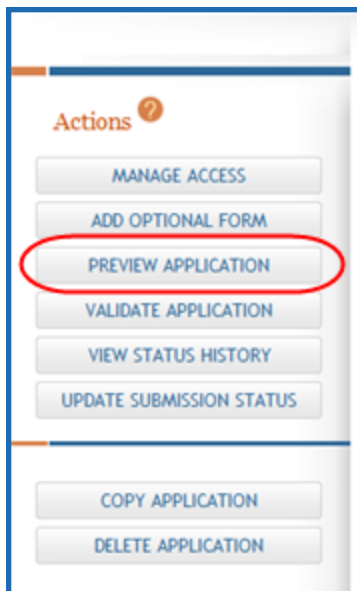 Actions ?
MANAGE ACCESS
ADD OPTIONAL FORM
PREVIEW APPLICATION
VALIDATE APPLICATION
VIEW STATUS HISTORY
UPDATE SUBMISSION STATUS
COPY APPLICATION
DELETE APPLICATION